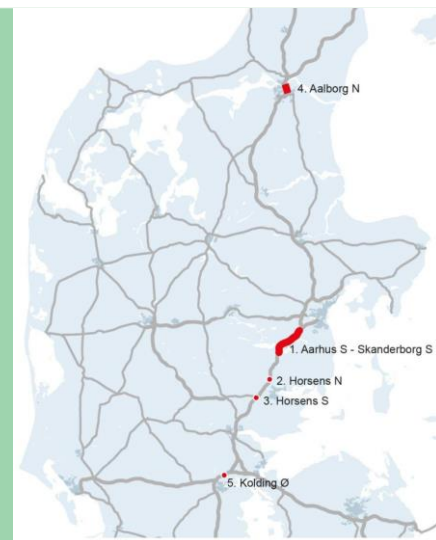 4. Aalborg N
1. Aarhus S - Skanderborg S
2. Horsens N
3. Horsens S
5. Kolding Ø